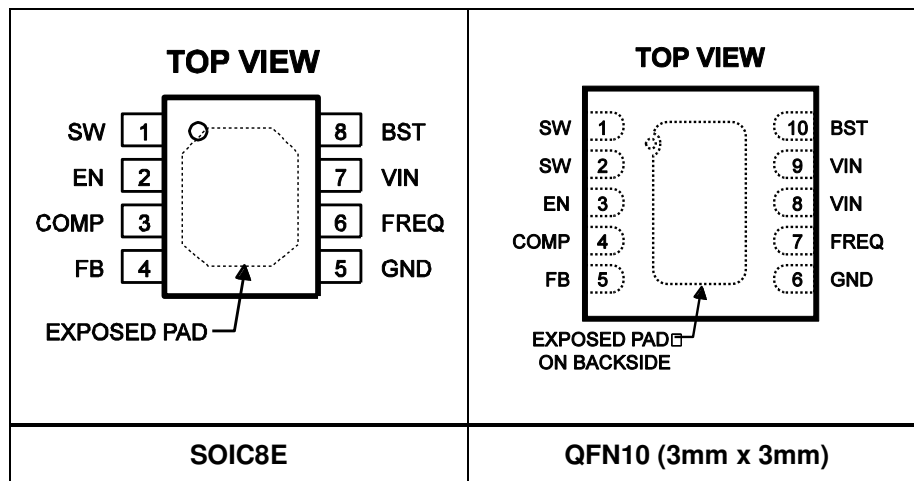 TOP VIEW
SW 1 8 BST
EN 2 7 VIN
COMP 3 6 FREQ
FB 4 5 GND
EXPOSED PAD
SOIC8E
TOP VIEW
SW 1 10 BST
SW 2 9 VIN
EN 3 8 VIN
COMP 4 7 FREQ
FB 5 6 GND
EXPOSED PAD□
ON BACKSIDE
QFN10 (3mm x 3mm)